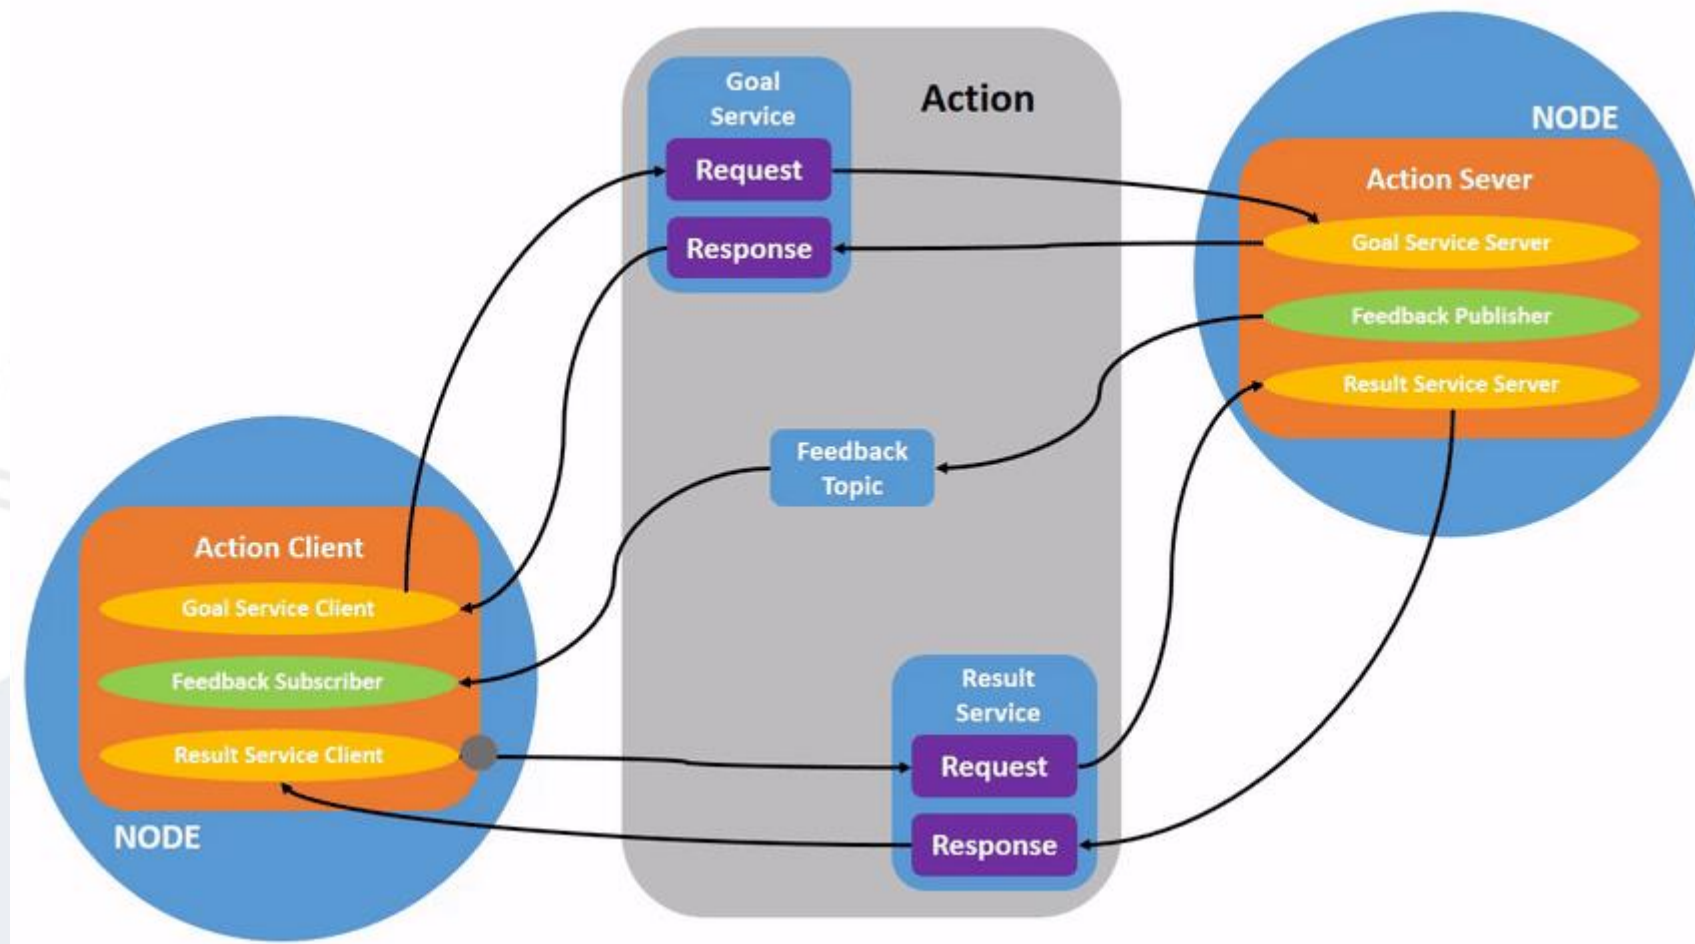 Goal
Service
Request
Response
Action
NODE
Action Sever
Goal Service Server
Feedback Publisher
Result Service Server
Feedback
Topic
Action Client
Goal Service Client
Feedback Subscriber
Result Service Client
NODE
Result
Service
Request
Response